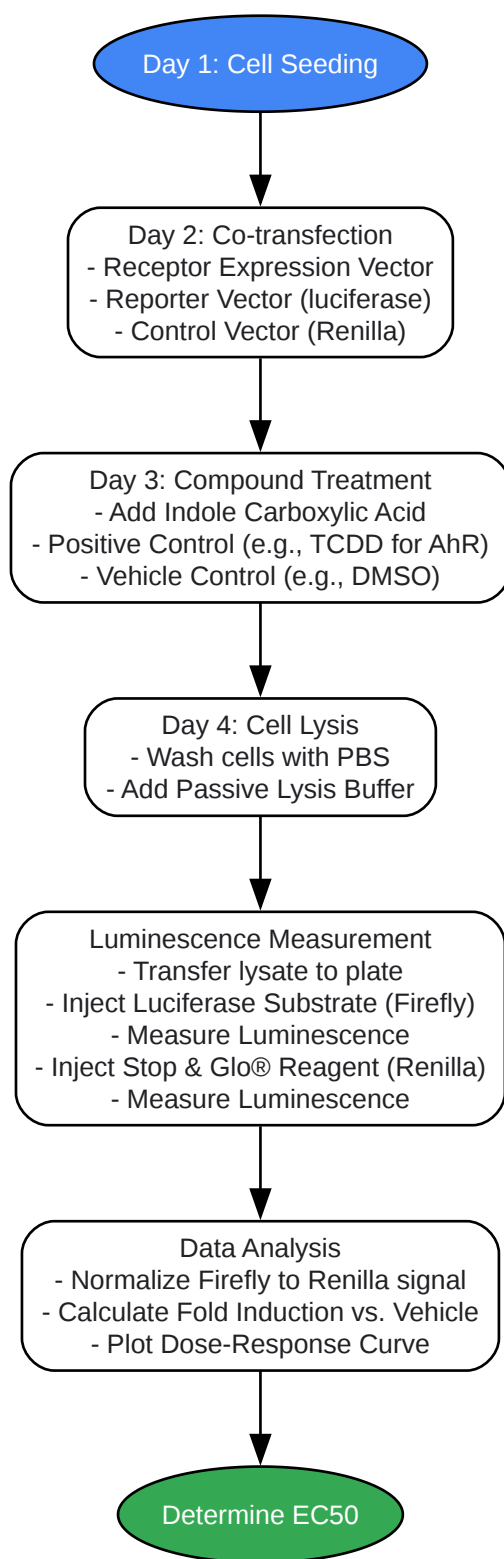 Day 1: Cell Seeding
Day 2: Co-transfection
- Receptor Expression Vector
- Reporter Vector (luciferase)
- Control Vector (Renilla)
Day 3: Compound Treatment
- Add Indole Carboxylic Acid
- Positive Control (e.g., TCDD for AhR)
- Vehicle Control (e.g., DMSO)
Day 4: Cell Lysis
- Wash cells with PBS
- Add Passive Lysis Buffer
Luminescence Measurement
- Transfer lysate to plate
- Inject Luciferase Substrate (Firefly)
- Measure Luminescence
- Inject Stop & Glo® Reagent (Renilla)
- Measure Luminescence
Data Analysis
- Normalize Firefly to Renilla signal
- Calculate Fold Induction vs. Vehicle
- Plot Dose-Response Curve
Determine EC50